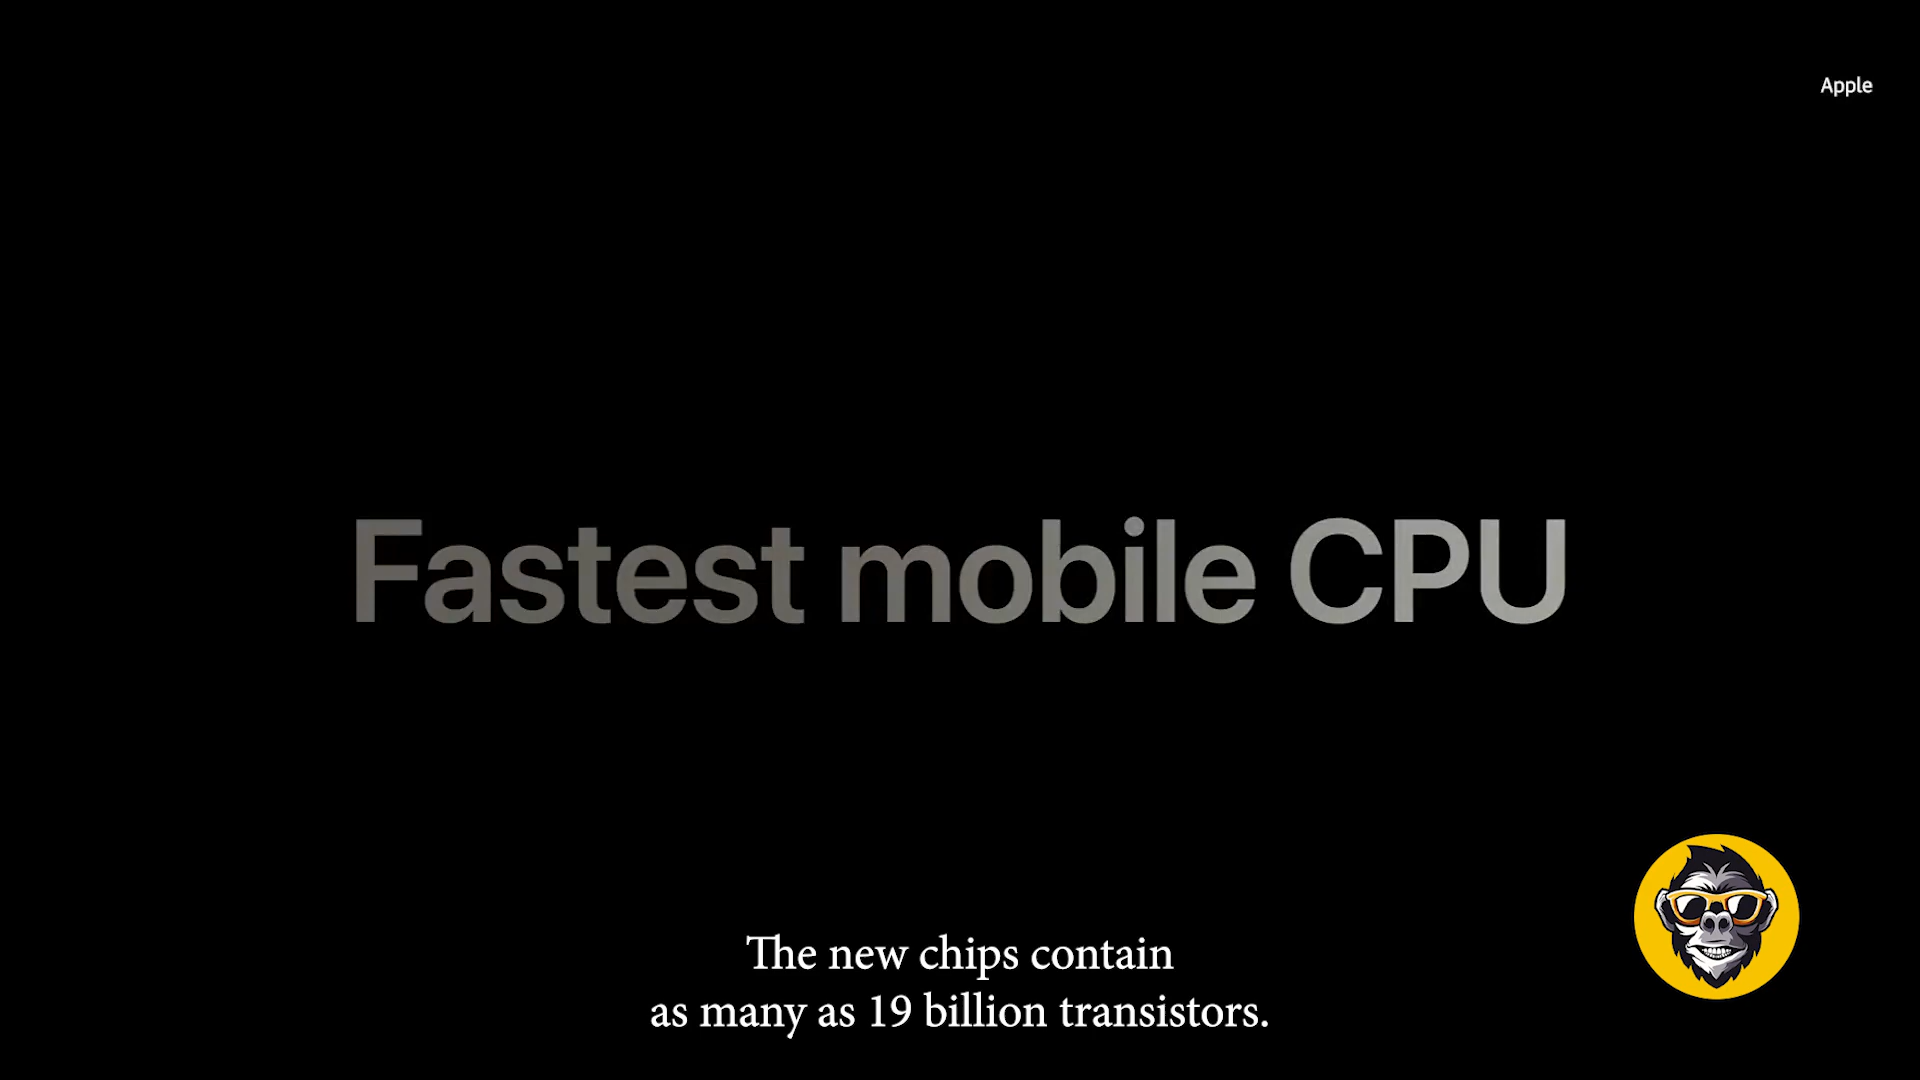 Apple
Fastest mobile CPU
The new chips contain
as many as 19 billion transistors.